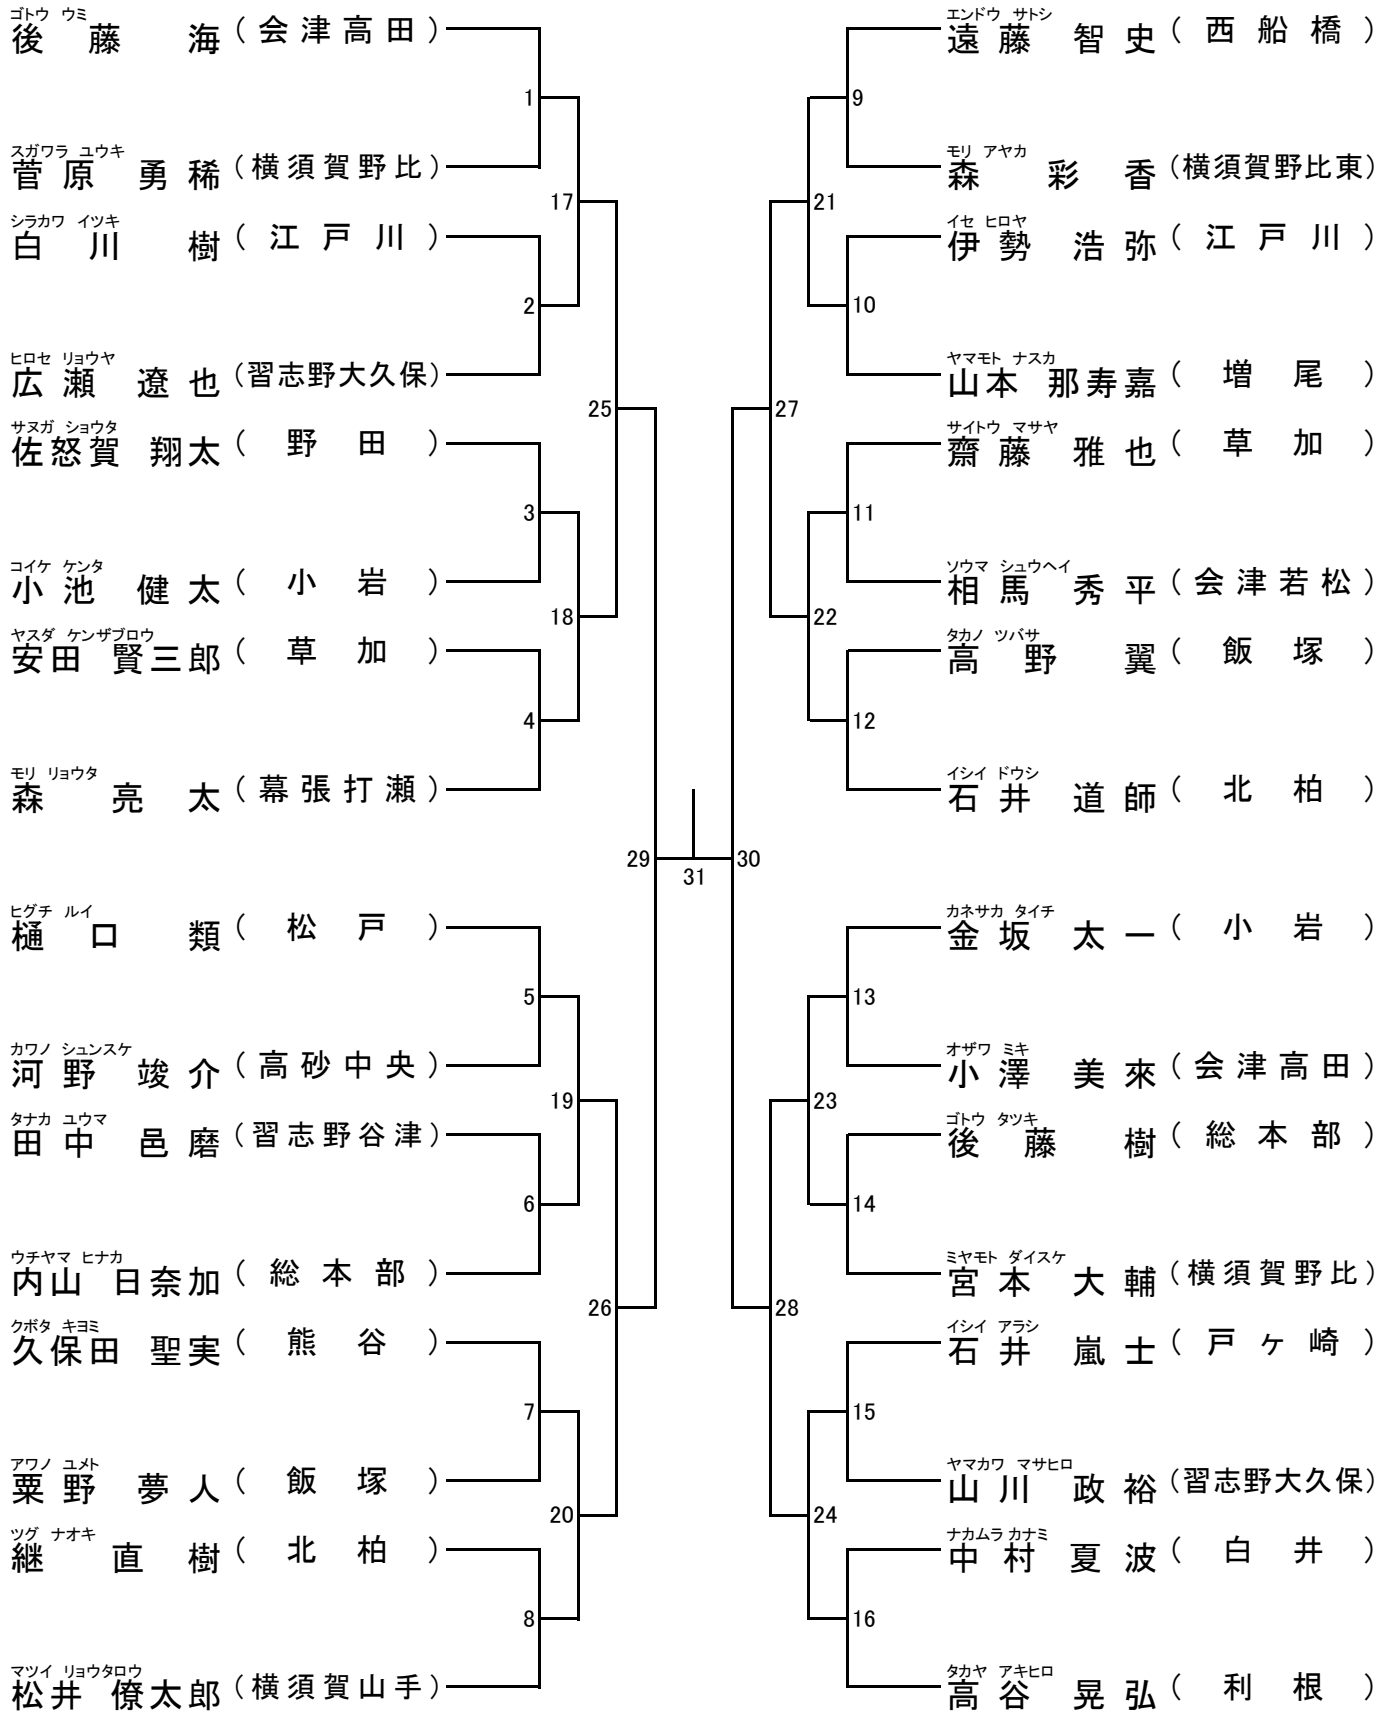 ゴトウ ウミ
後藤 海 (会津高田)
1
スガワラ ユウキ
菅原 勇稀 (横須賀野比)
17
シラカワ イツキ
白川 樹 (江戸川)
2
ヒロセ リョウヤ
広瀬 遼也 (習志野大久保)
25
サヌガ ショウタ
佐怒賀 翔太 (野田)
3
コイケ ケンタ
小池 健太 (小岩)
18
ヤスダ ケンザブロウ
安田 賢三郎 (草加)
4
モリ リョウタ
森 亮太 (幕張打瀬)
29
ヒグチ ルイ
樋口 類 (松戸)
5
カワノ シュンスケ
河野 竣介 (高砂中央)
19
タナカ ユウマ
田中 邑磨 (習志野谷津)
6
ウチヤマ ヒナカ
内山 日奈加 (総本部)
26
クボタ キヨミ
久保田 聖実 (熊谷)
7
アワノ ユメト
粟野 夢人 (飯塚)
20
ツグ ナオキ
継 直樹 (北柏)
8
マツイ リョウタロウ
松井 僚太郎 (横須賀山手)
31
エンドウ サトシ
遠藤 智史 (西船橋)
9
モリ アヤカ
森 彩香 (横須賀野比東)
21
イセ ヒロヤ
伊勢 浩弥 (江戸川)
10
ヤマモト ナスカ
山本 那寿嘉 (増尾)
27
サイトウ マサヤ
齋藤 雅也 (草加)
11
ソウマ シュウヘイ
相馬 秀平 (会津若松)
22
タカノ ツバサ
高野 翼 (飯塚)
12
イシイ ドウシ
石井 道師 (北柏)
30
カネサカ タイチ
金坂 太一 (小岩)
13
オザワ ミキ
小澤 美來 (会津高田)
23
ゴトウ タツキ
後藤 樹 (総本部)
14
ミヤモト ダイスケ
宮本 大輔 (横須賀野比)
28
イシイ アラシ
石井 嵐士 (戸ヶ崎)
15
ヤマカワ マサヒロ
山川 政裕 (習志野大久保)
24
ナカムラ カナミ
中村 夏波 (白井)
16
タカヤ アキヒロ
高谷 晃弘 (利根)